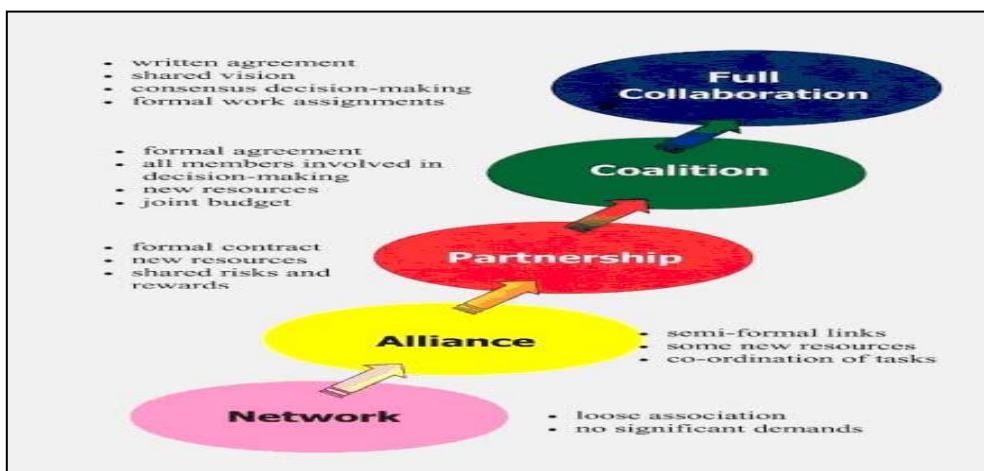 • written agreement
• shared vision
• consensus decision-making
• formal work assignments
Full
Collaboration
• formal agreement
• all members involved in
decision-making
• new resources
• joint budget
Coalition
• formal contract
• new resources
• shared risks and
rewards
Partnership
Alliance
• semi-formal links
• some new resources
• co-ordination of tasks
Network
• loose association
• no significant demands